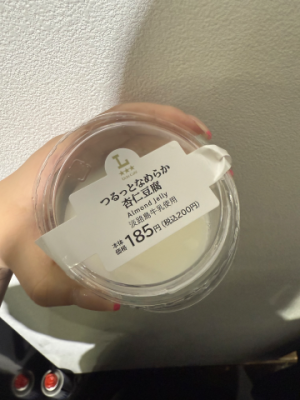 L
つるっとなめらか
杏仁豆腐
Almond Jelly
淡路島牛乳使用
本体価格 185円(税込200円)